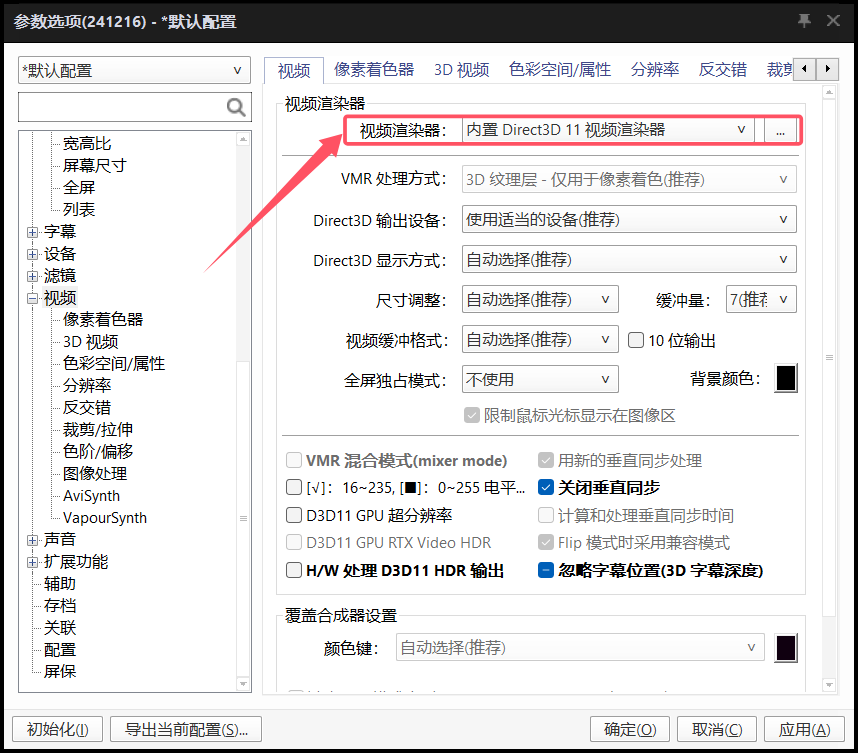 参数选项(241216) - *默认配置
*默认配置
宽高比
屏幕尺寸
全屏
列表
字幕
设备
滤镜
视频
像素着色器
3D 视频
色彩空间/属性
分辨率
反交错
裁剪/拉伸
色阶/偏移
图像处理
AviSynth
VapourSynth
声音
扩展功能
辅助
存档
关联
配置
屏保
视频 像素着色器 3D 视频 色彩空间/属性 分辨率 反交错 裁剪
视频渲染器
视频渲染器： 内置 Direct3D 11 视频渲染器 ...
VMR 处理方式： 3D 纹理层 - 仅用于像素着色(推荐)
Direct3D 输出设备： 使用适当的设备(推荐)
Direct3D 显示方式： 自动选择(推荐)
尺寸调整： 自动选择(推荐) 缓冲量： 7(推荐
视频缓冲格式： 自动选择(推荐) 10 位输出
全屏独占模式： 不使用 背景颜色：
限制鼠标光标显示在图像区
VMR 混合模式(mixer mode) 用新的垂直同步处理
[√]：16~235, [■]：0~255 电平... 关闭垂直同步
D3D11 GPU 超分辨率 计算和处理垂直同步时间
D3D11 GPU RTX Video HDR Flip 模式时采用兼容模式
H/W 处理 D3D11 HDR 输出 忽略字幕位置(3D 字幕深度)
覆盖合成器设置
颜色键： 自动选择(推荐)
初始化(I) 导出当前配置(S)... 确定(O) 取消(C) 应用(A)